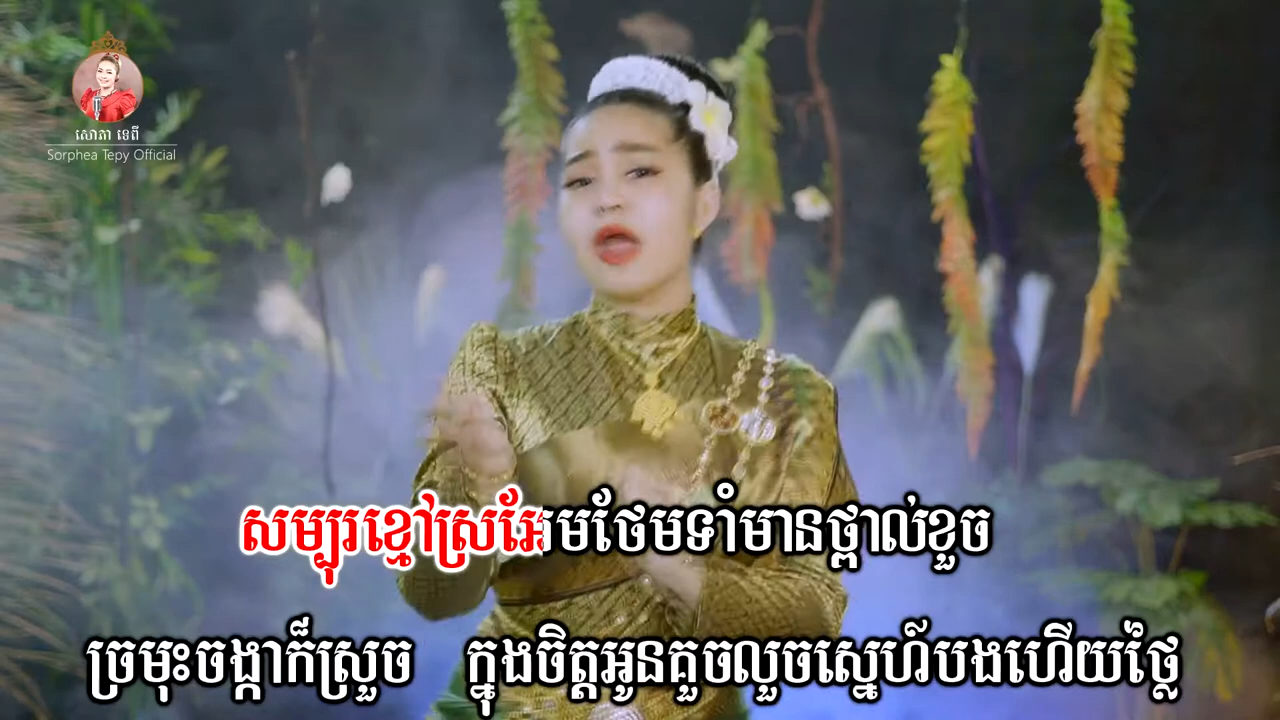 សោភា ទេពី
Sorphea Tepy Official
សម្បុរខ្មៅស្រអែមថែមទាំមានថ្ពាល់ខួច
ច្រមុះចង្កាក៏ស្រួច ក្នុងចិត្តអូនគួចលួចស្នេហ៍បងហើយថ្លៃ